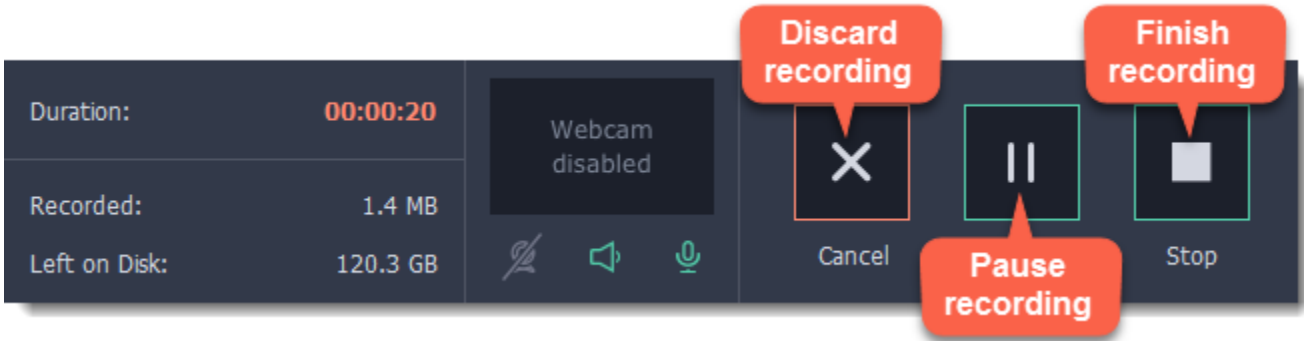 Discard
recording
Finish
recording
Duration: 00:00:20
Webcam
disabled
Recorded: 1.4 MB
Left on Disk: 120.3 GB
Cancel
Pause
recording
Stop